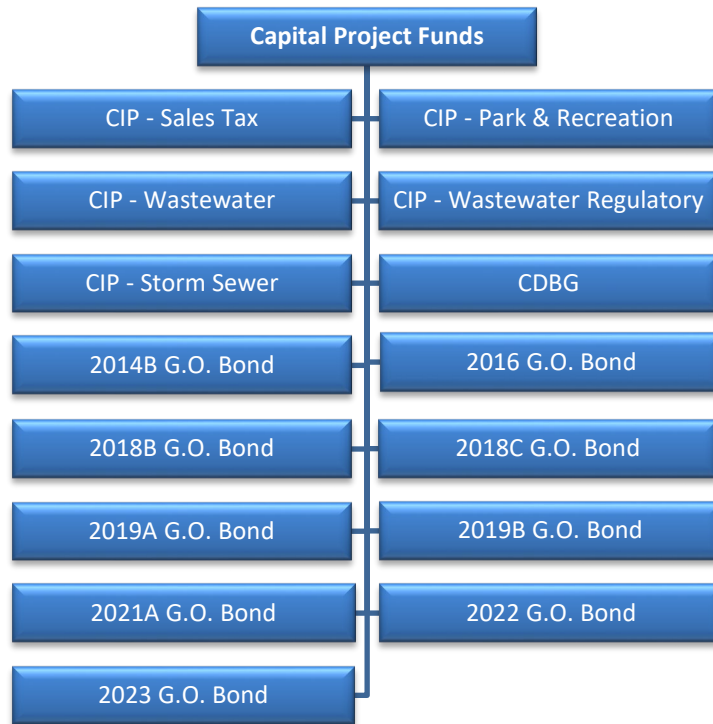 Capital Project Funds
CIP - Sales Tax
CIP - Park & Recreation
CIP - Wastewater
CIP - Wastewater Regulatory
CIP - Storm Sewer
CDBG
2014B G.O. Bond
2016 G.O. Bond
2018B G.O. Bond
2018C G.O. Bond
2019A G.O. Bond
2019B G.O. Bond
2021A G.O. Bond
2022 G.O. Bond
2023 G.O. Bond